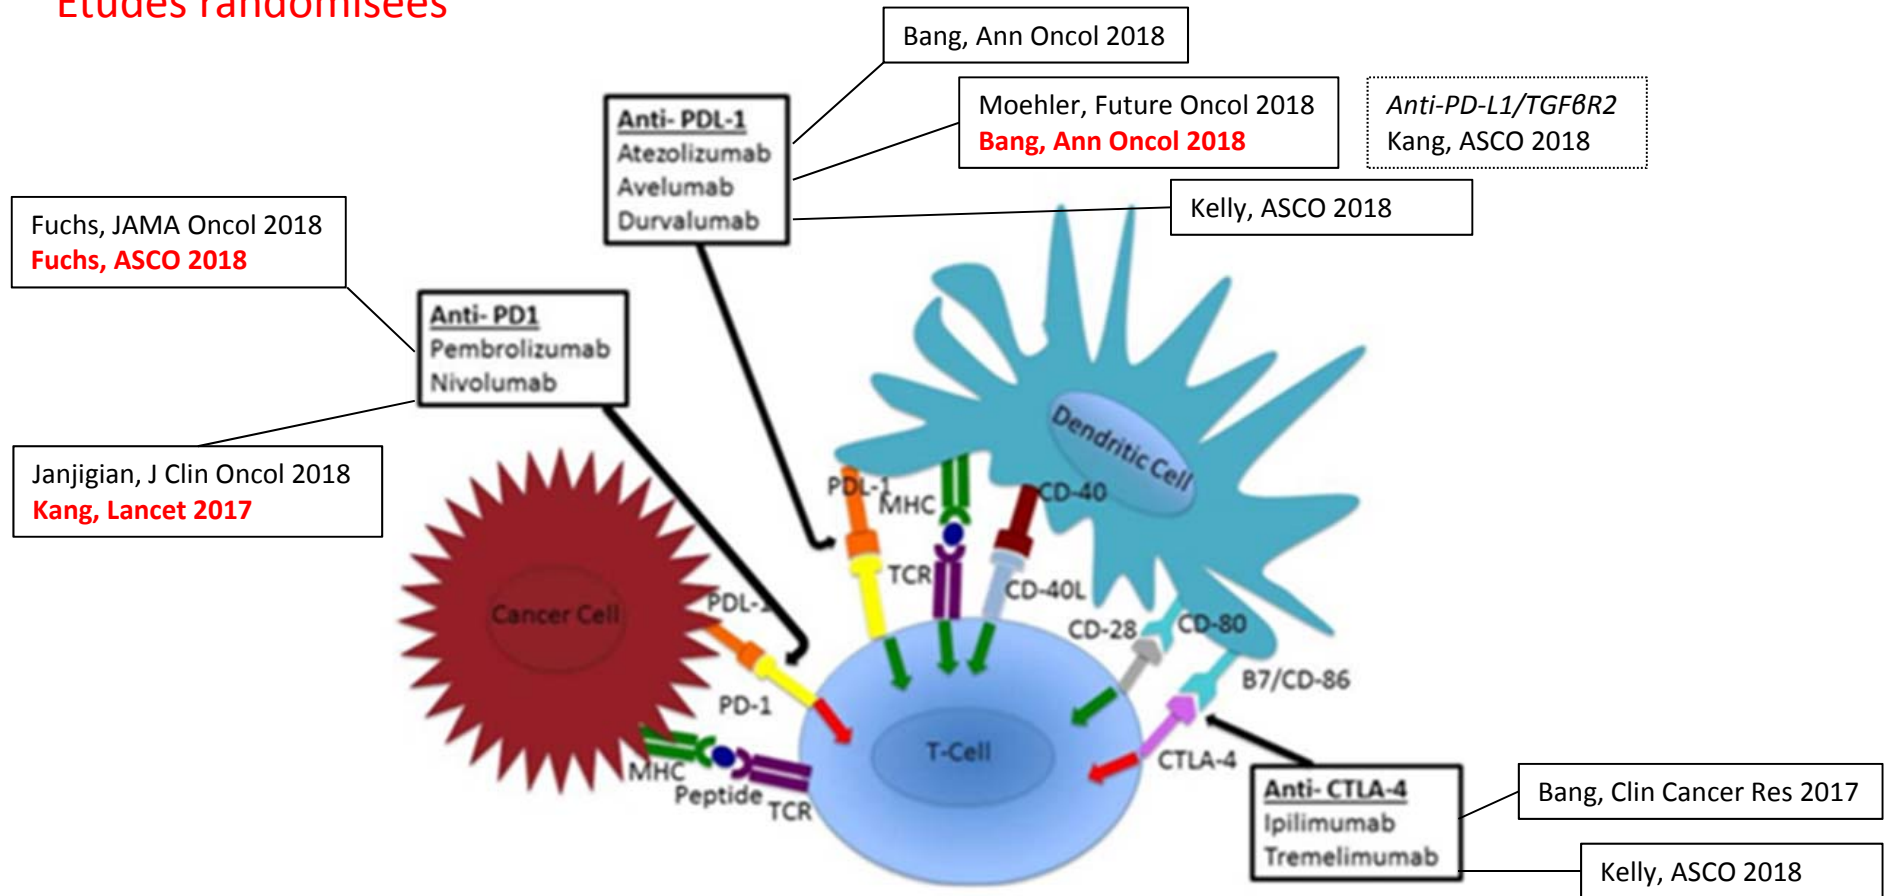 Etudes randomisées
Bang, Ann Oncol 2018
Moehler, Future Oncol 2018
Bang, Ann Oncol 2018
Anti-PD-L1/TGFβR2
Kang, ASCO 2018
Anti- PDL-1
Atezolizumab
Avelumab
Durvalumab
Kelly, ASCO 2018
Fuchs, JAMA Oncol 2018
Fuchs, ASCO 2018
Anti- PD1
Pembrolizumab
Nivolumab
Janjigian, J Clin Oncol 2018
Kang, Lancet 2017
Dendritic Cell
PDL-1
MHC
CD-40
TCR
CD-40L
Cancer Cell
PDL-1
CD-28
CD-80
B7/CD-86
PD-1
T-Cell
CTLA-4
MHC
Peptide
TCR
Anti- CTLA-4
Ipilimumab
Tremelimumab
Bang, Clin Cancer Res 2017
Kelly, ASCO 2018